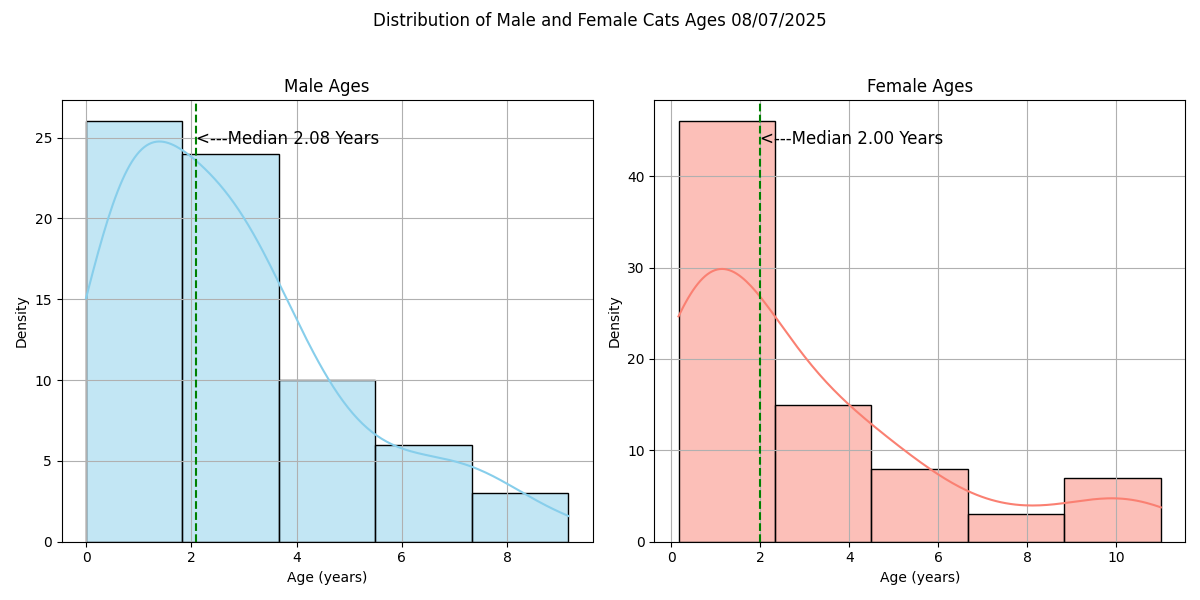 Distribution of Male and Female Cats Ages 08/07/2025
Male Ages
Density
25
20
15
10
5
0
<---Median 2.08 Years
0 2 4 6 8
Age (years)
Female Ages
Density
40
30
20
10
0
<---Median 2.00 Years
0 2 4 6 8 10
Age (years)